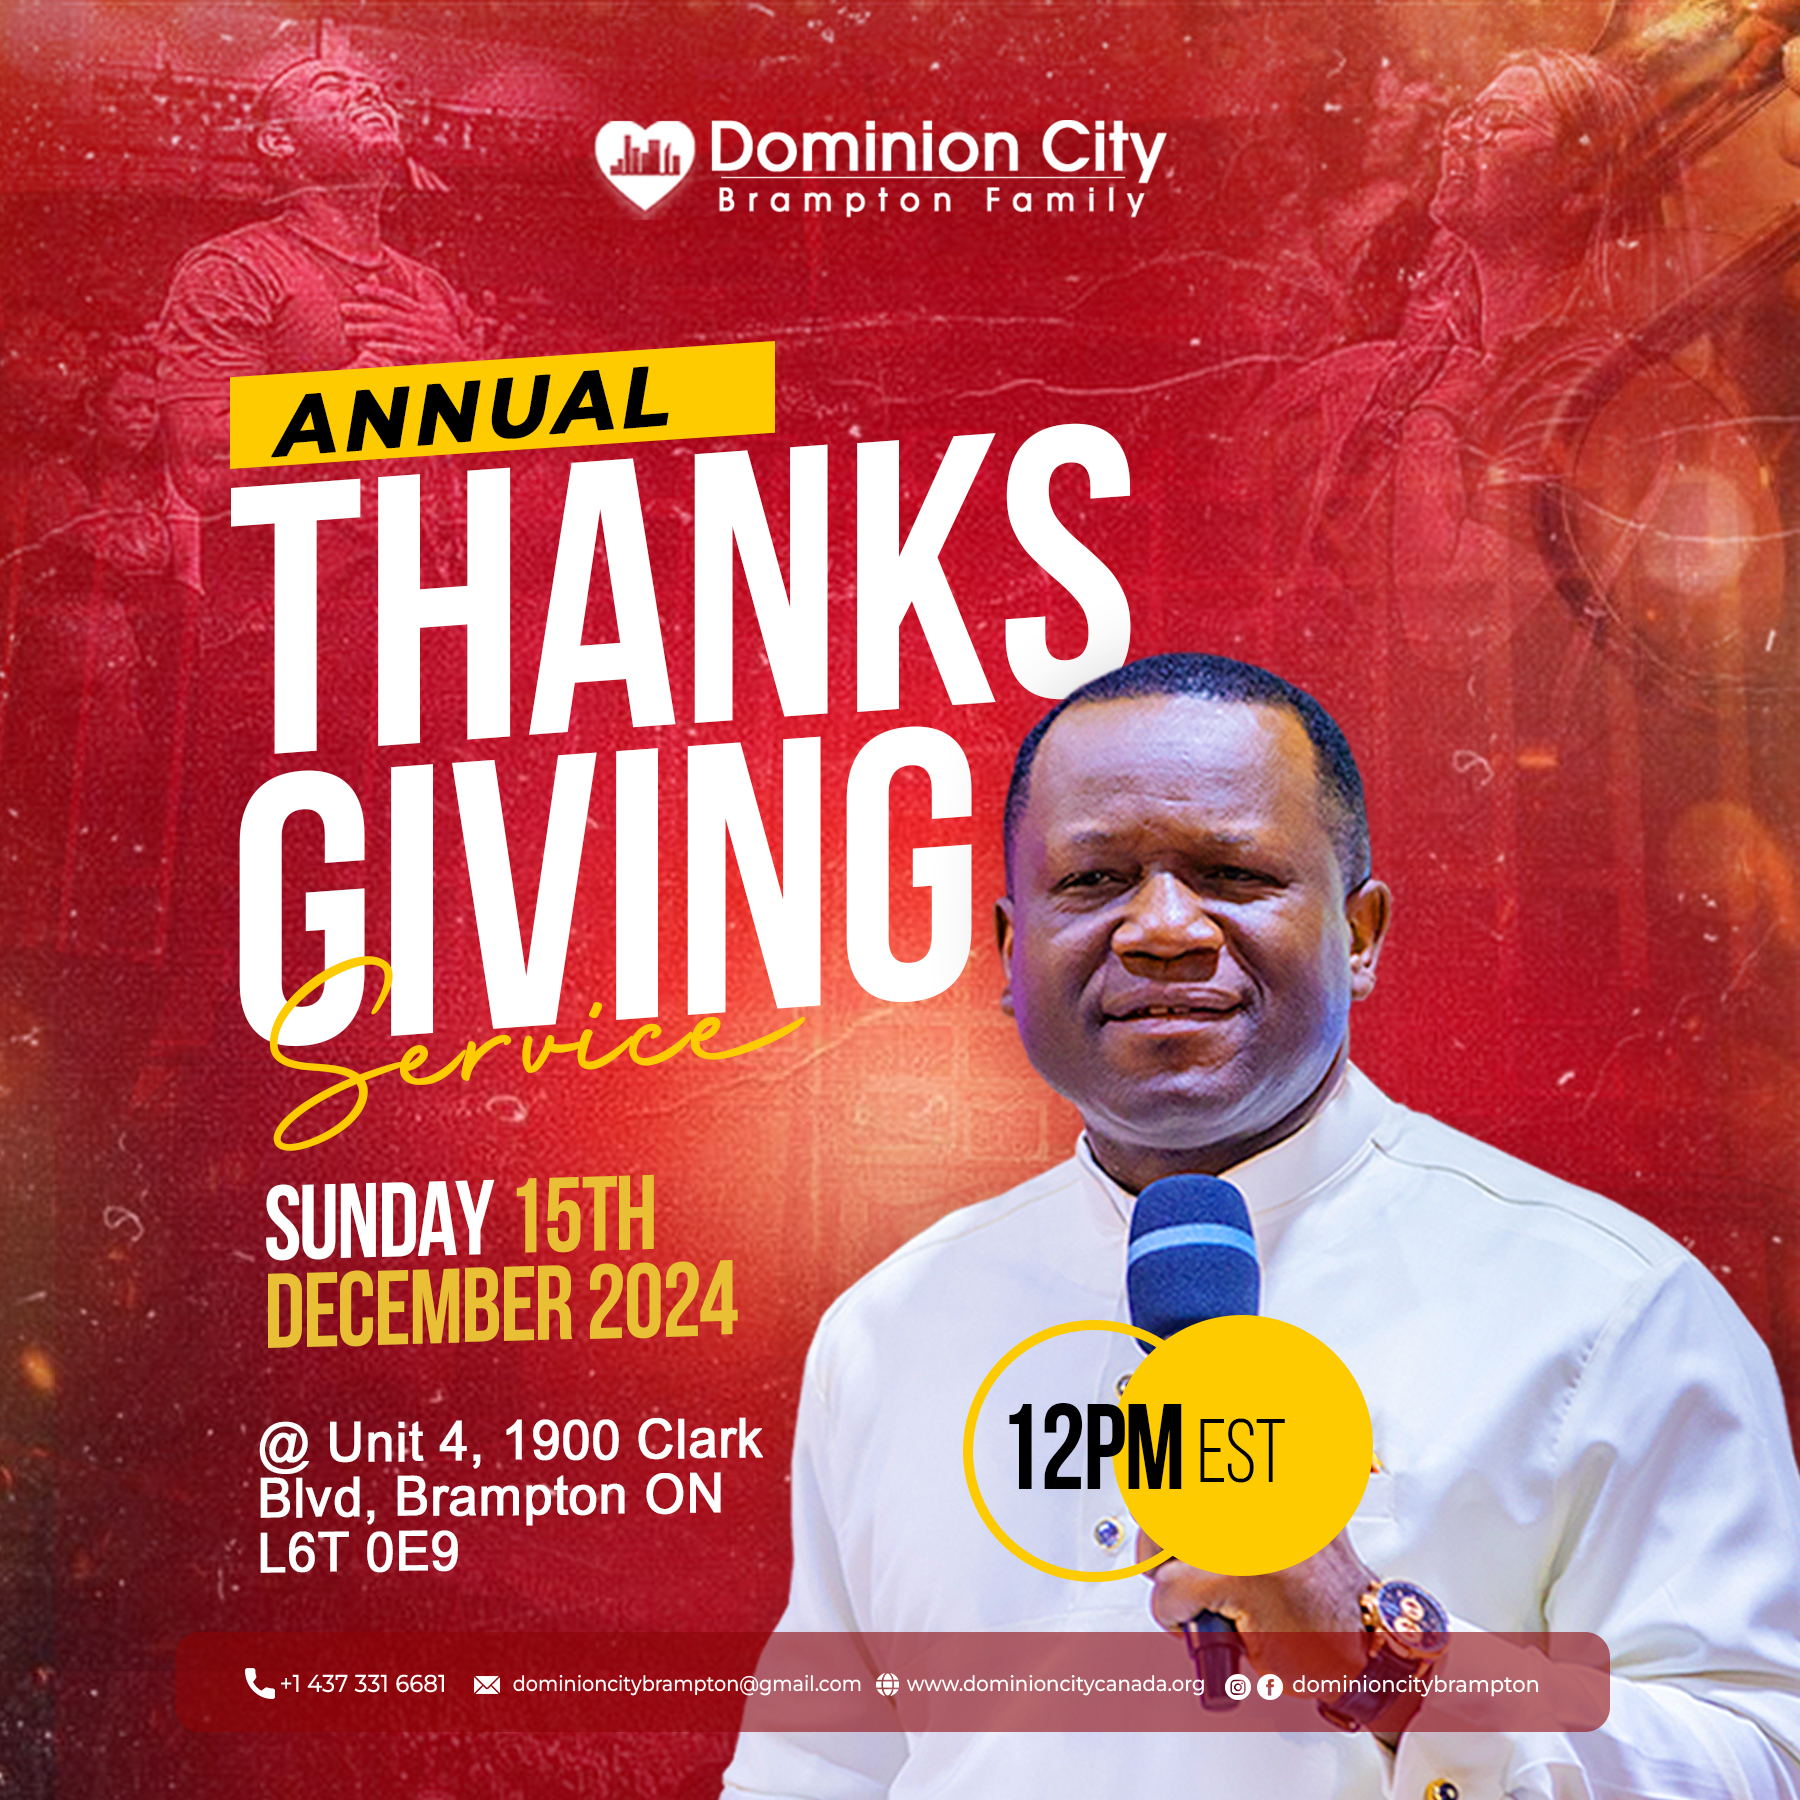 Dominion City
Brampton Family
ANNUAL
THANKS
GIVING
Service
SUNDAY 15TH
DECEMBER 2024
@ Unit 4, 1900 Clark
Blvd, Brampton ON
L6T 0E9
12PM EST
+1 437 331 6681 dominioncitybrampton@gmail.com www.dominioncitycanada.org dominioncitybrampton